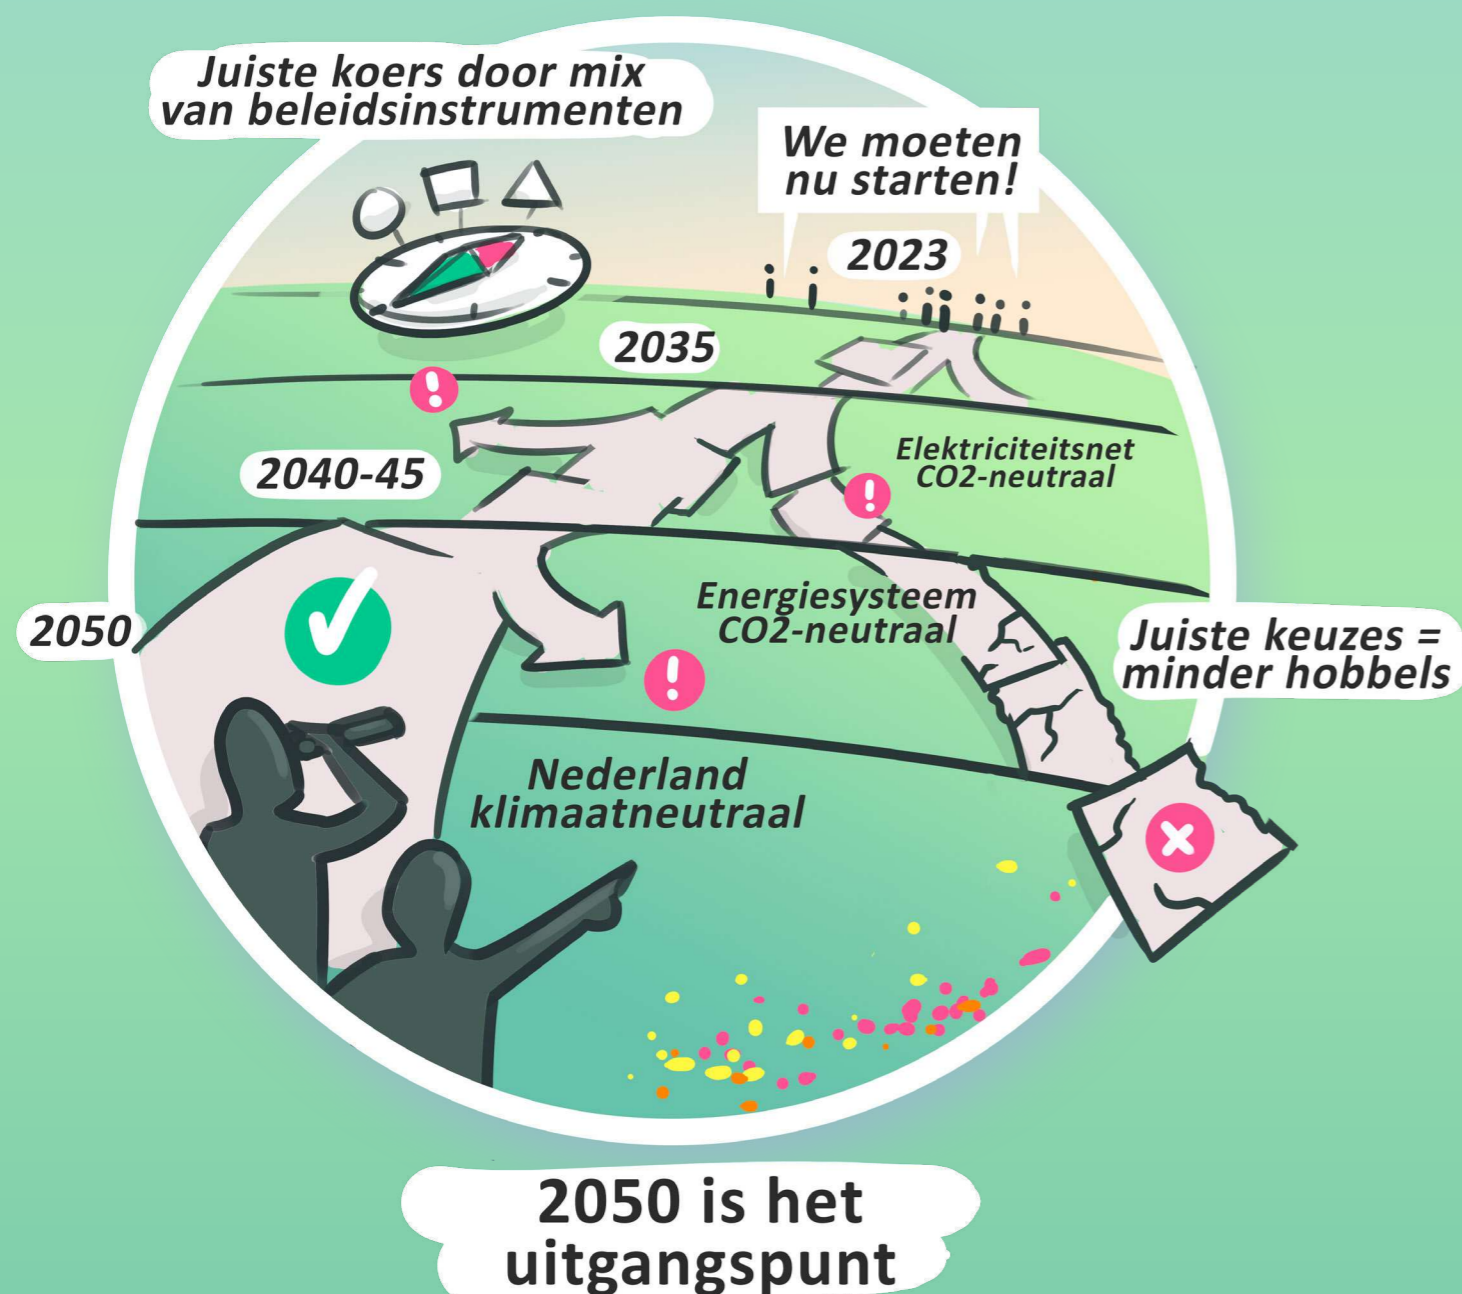 Juiste koers door mix
van beleidsinstrumenten
We moeten
nu starten!
2023
2035
Elektriciteitsnet
CO2-neutraal
2040-45
Energiesysteem
CO2-neutraal
2050
Juiste keuzes =
minder hobbels
Nederland
klimaatneutraal
2050 is het
uitgangspunt